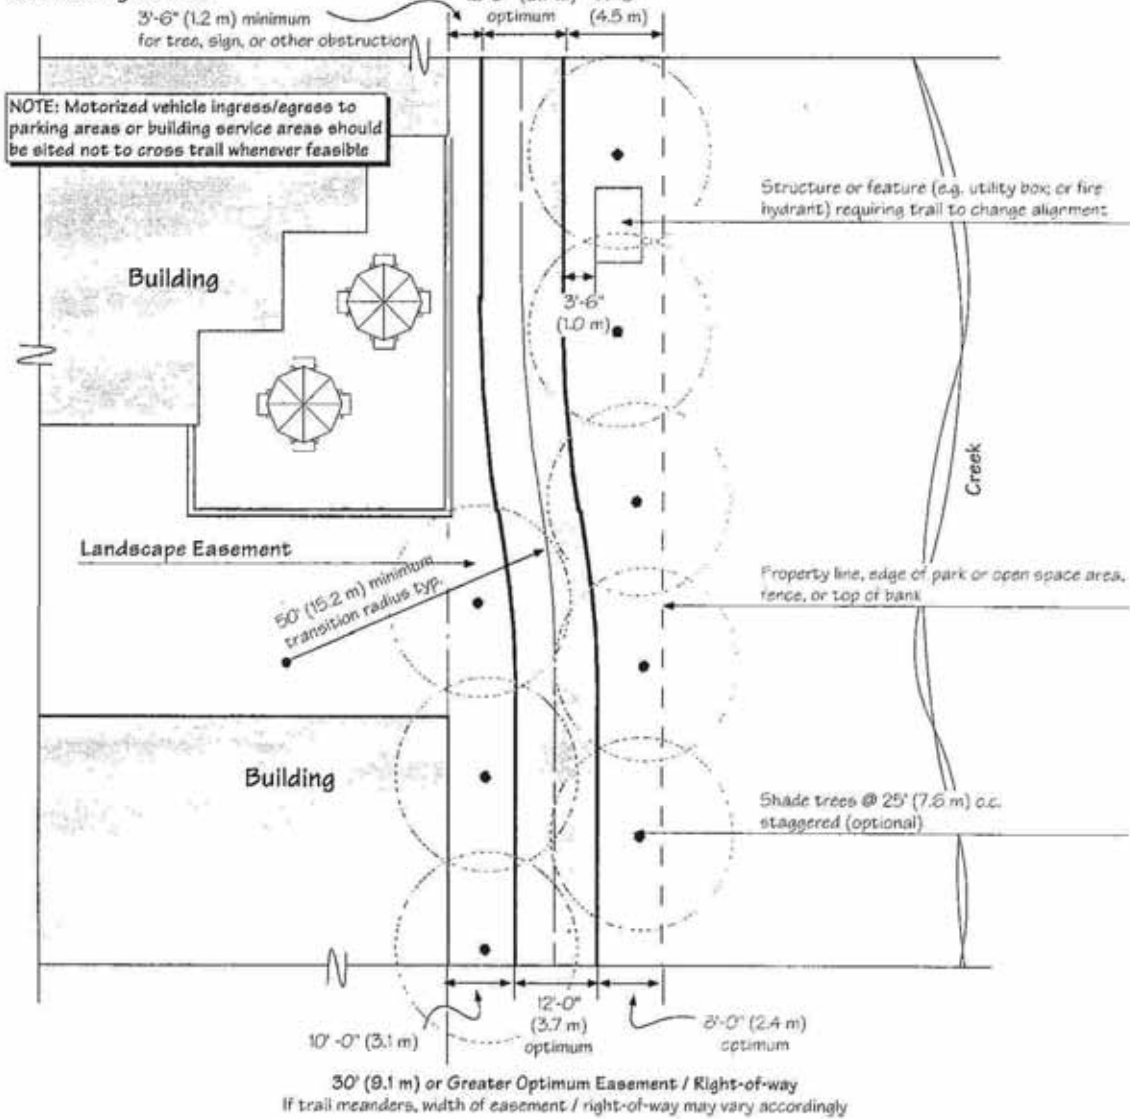 3'-6" (1.2 m) minimum
for tree, sign, or other obstruction
optimum
(4.5 m)
NOTE: Motorized vehicle ingress/egress to
parking areas or building service areas should
be sited not to cross trail whenever feasible
Structure or feature (e.g. utility box; or fire
hydrant) requiring trail to change alignment
Building
3'-6"
(1.0 m)
Creek
Landscape Easement
50' (15.2 m) minimum
transition radius typ.
Property line, edge of park or open space area,
fence, or top of bank
Building
Shade trees @ 25' (7.6 m) o.c.
staggered (optional)
12'-0"
(3.7 m)
optimum
10' -0" (3.1 m)
8'-0" (2.4 m)
optimum
30' (9.1 m) or Greater Optimum Easement / Right-of-way
If trail meanders, width of easement / right-of-way may vary accordingly